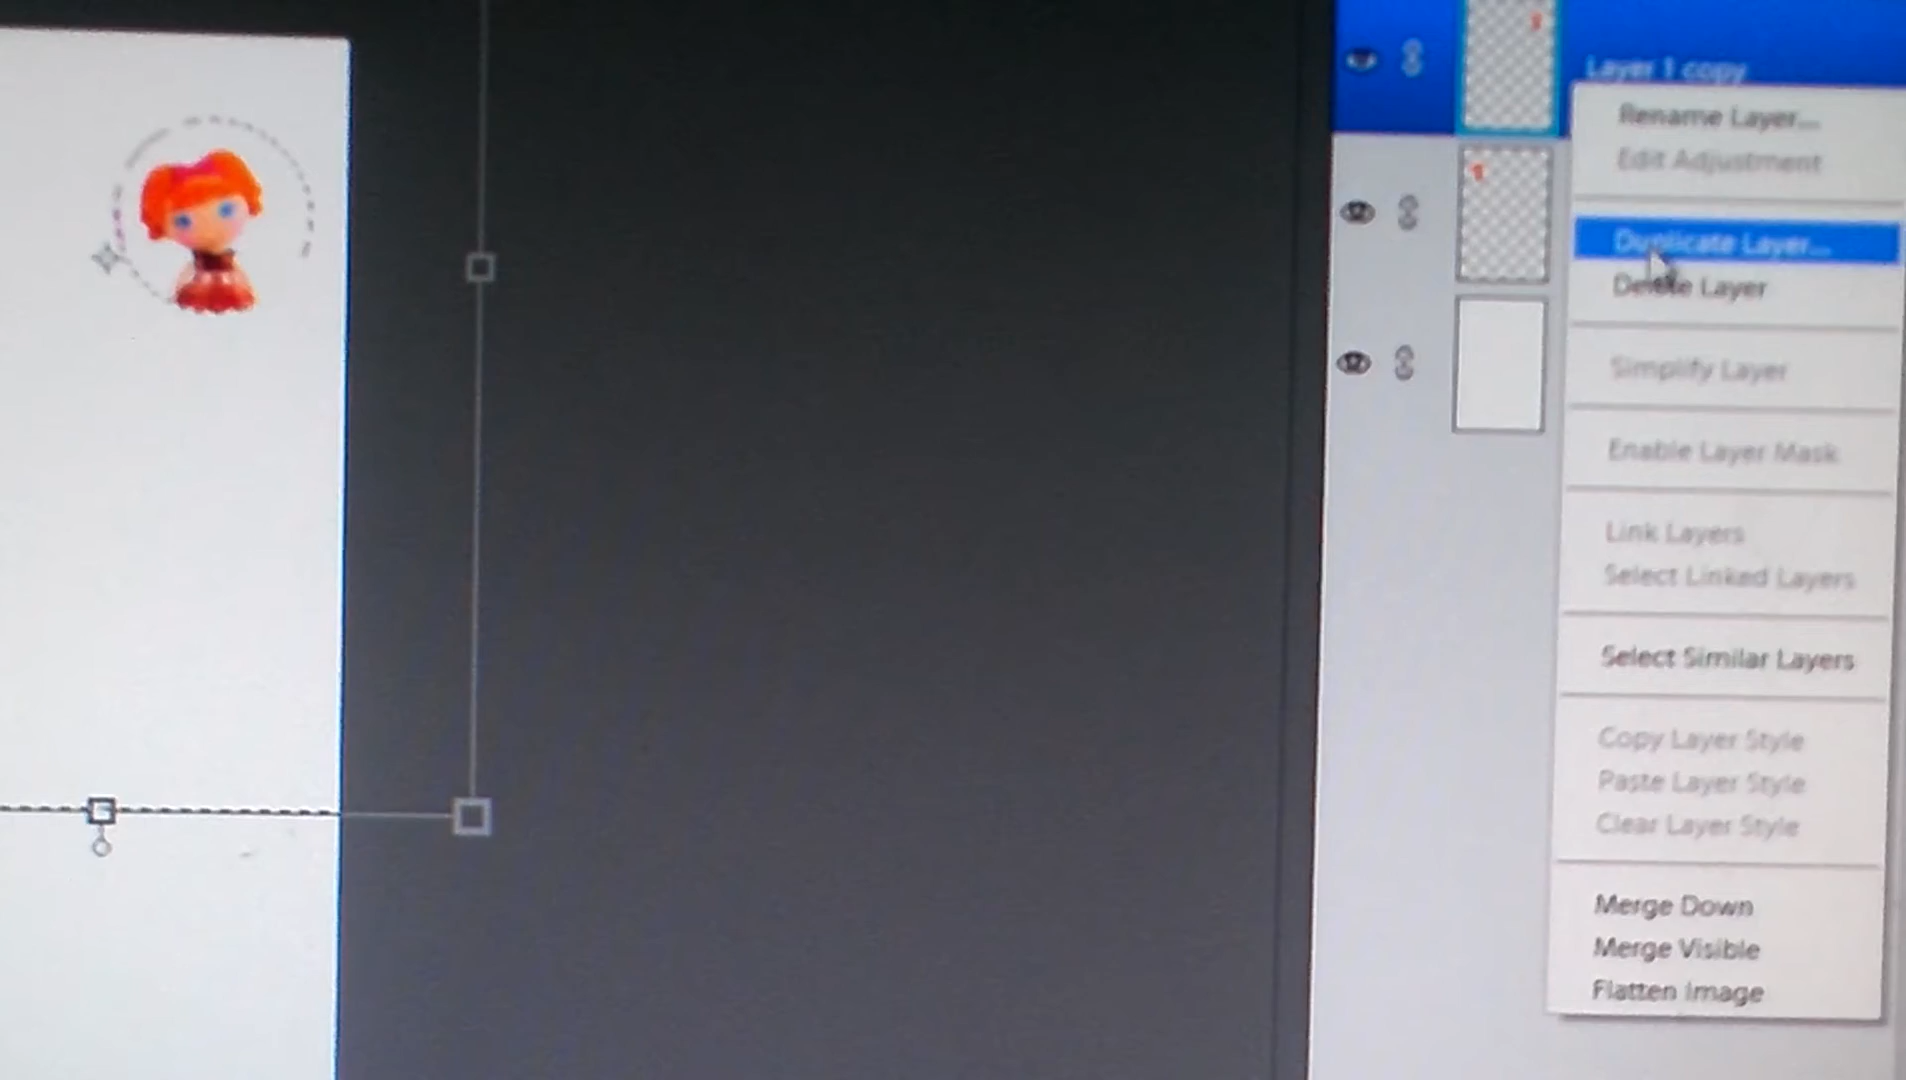 Layer 1 copy
Rename Layer...
Edit Adjustment
Duplicate Layer...
Delete Layer
Simplify Layer
Enable Layer Mask
Link Layers
Select Linked Layers
Select Similar Layers
Copy Layer Style
Paste Layer Style
Clear Layer Style
Merge Down
Merge Visible
Flatten Image